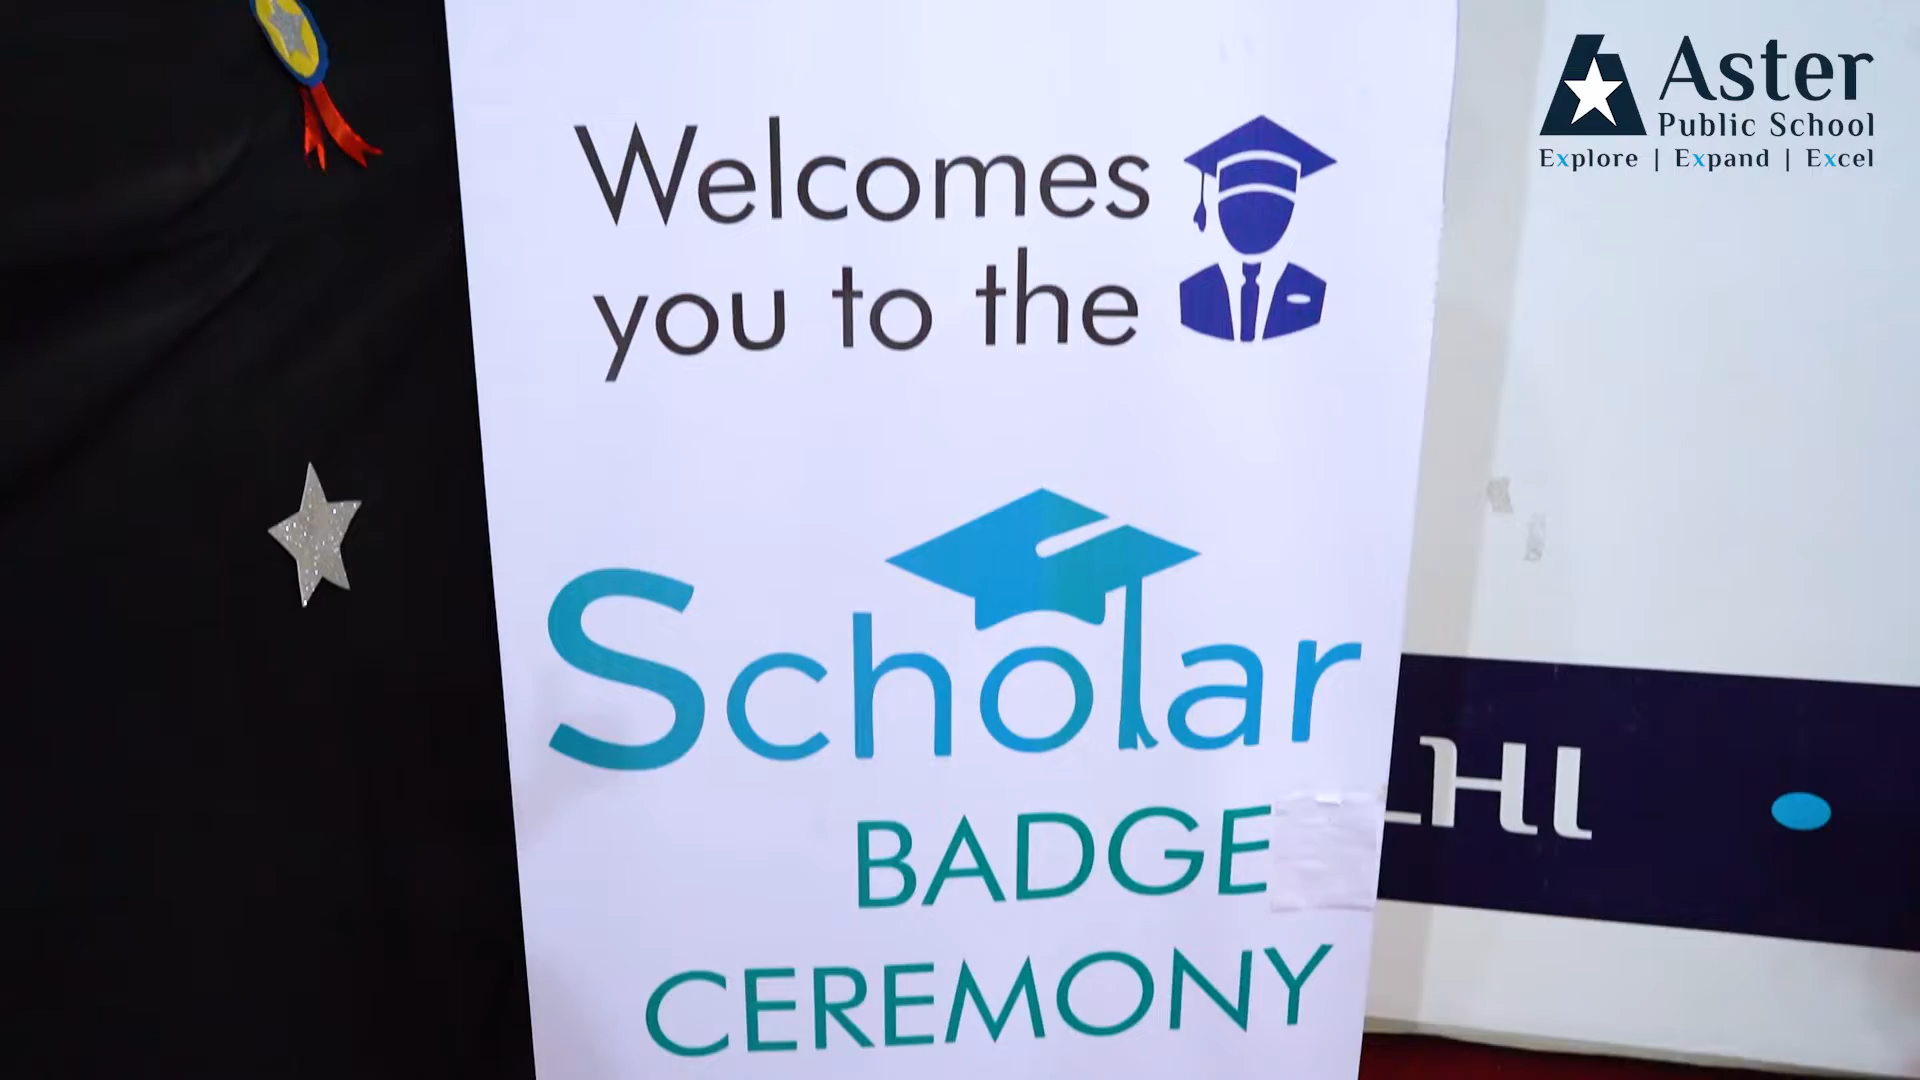 Aster
Public School
Explore | Expand | Excel
Welcomes
you to the
Scholar
BADGE
CEREMONY
LHI